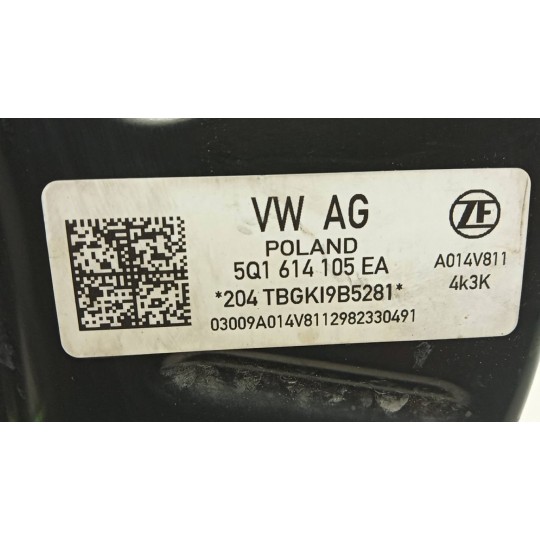 VW AG
POLAND
5Q1 614 105 EA
*204 TBGKI9B5281*
03009A014V8112982330491
ZF
A014V811
4k3K